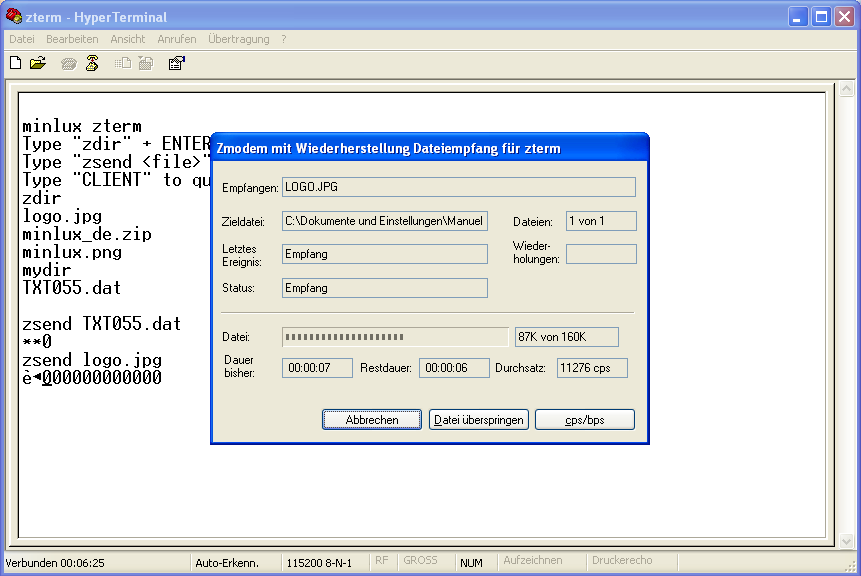 zterm - HyperTerminal
Datei Bearbeiten Ansicht Anrufen Übertragung ?
minlux zterm
Type "zdir" + ENTER
Type "zsend <file>"
Type "CLIENT" to qu
zdir
logo.jpg
minlux_de.zip
minlux.png
mydir
TXT055.dat
zsend TXT055.dat
**0
zsend logo.jpg
è◄000000000000
Zmodem mit Wiederherstellung Dateiempfang für zterm
Empfangen: LOGO.JPG
Zieldatei: C:\Dokumente und Einstellungen\Manuel Dateien: 1 von 1
Letztes Ereignis: Empfang Wieder-holungen:
Status: Empfang
Datei: 87K von 160K
Dauer bisher: 00:00:07 Restdauer: 00:00:06 Durchsatz: 11276 cps
Abbrechen Datei überspringen cps/bps
Verbunden 00:06:25 Auto-Erkenn. 115200 8-N-1 RF GROSS NUM Aufzeichnen Druckerecho